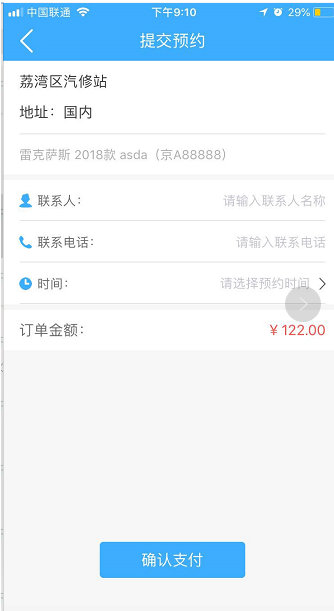 中国联通 下午9:10 29%
提交预约
荔湾区汽修站
地址：国内
雷克萨斯 2018款 asda（京A88888）
联系人： 请输入联系人名称
联系电话： 请输入联系电话
时间： 请选择预约时间
订单金额： ￥122.00
确认支付